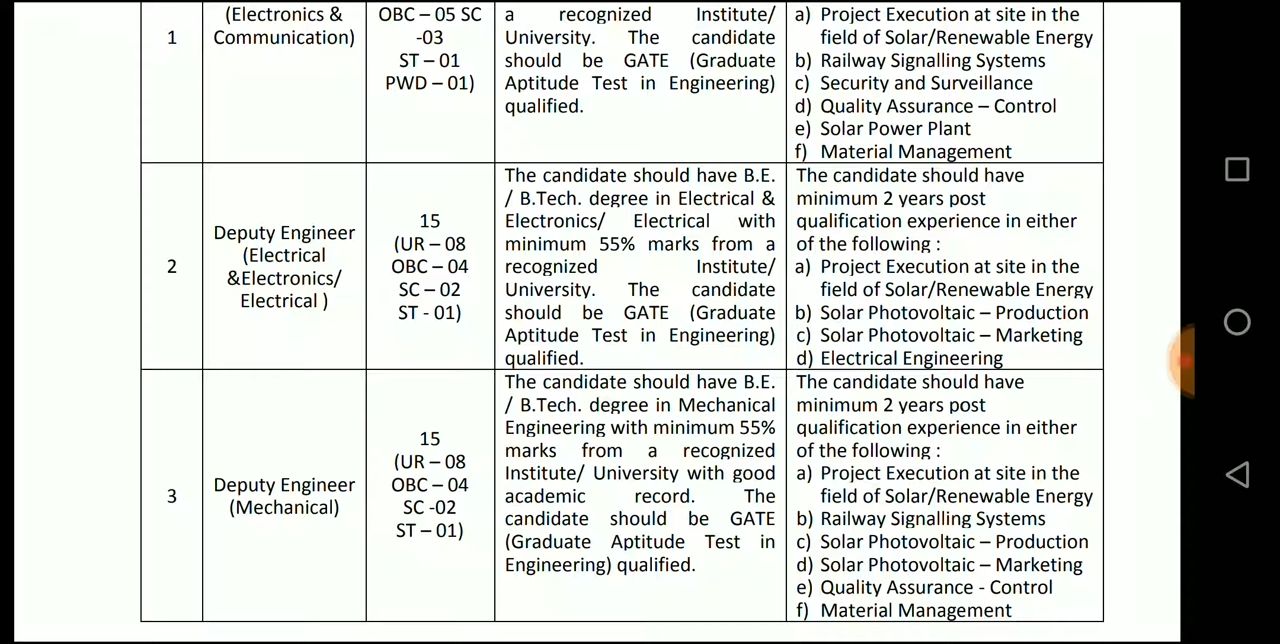 1
(Electronics &
Communication)
OBC – 05 SC
-03
ST – 01
PWD – 01)
a recognized Institute/
University. The candidate
should be GATE (Graduate
Aptitude Test in Engineering)
qualified.
a) Project Execution at site in the
field of Solar/Renewable Energy
b) Railway Signalling Systems
c) Security and Surveillance
d) Quality Assurance – Control
e) Solar Power Plant
f) Material Management
2
Deputy Engineer
(Electrical
&Electronics/
Electrical )
15
(UR – 08
OBC – 04
SC – 02
ST - 01)
The candidate should have B.E.
/ B.Tech. degree in Electrical &
Electronics/ Electrical with
minimum 55% marks from a
recognized Institute/
University. The candidate
should be GATE (Graduate
Aptitude Test in Engineering)
qualified.
The candidate should have
minimum 2 years post
qualification experience in either
of the following :
a) Project Execution at site in the
field of Solar/Renewable Energy
b) Solar Photovoltaic – Production
c) Solar Photovoltaic – Marketing
d) Electrical Engineering
3
Deputy Engineer
(Mechanical)
15
(UR – 08
OBC – 04
SC -02
ST – 01)
The candidate should have B.E.
/ B.Tech. degree in Mechanical
Engineering with minimum 55%
marks from a recognized
Institute/ University with good
academic record. The
candidate should be GATE
(Graduate Aptitude Test in
Engineering) qualified.
The candidate should have
minimum 2 years post
qualification experience in either
of the following :
a) Project Execution at site in the
field of Solar/Renewable Energy
b) Railway Signalling Systems
c) Solar Photovoltaic – Production
d) Solar Photovoltaic – Marketing
e) Quality Assurance - Control
f) Material Management